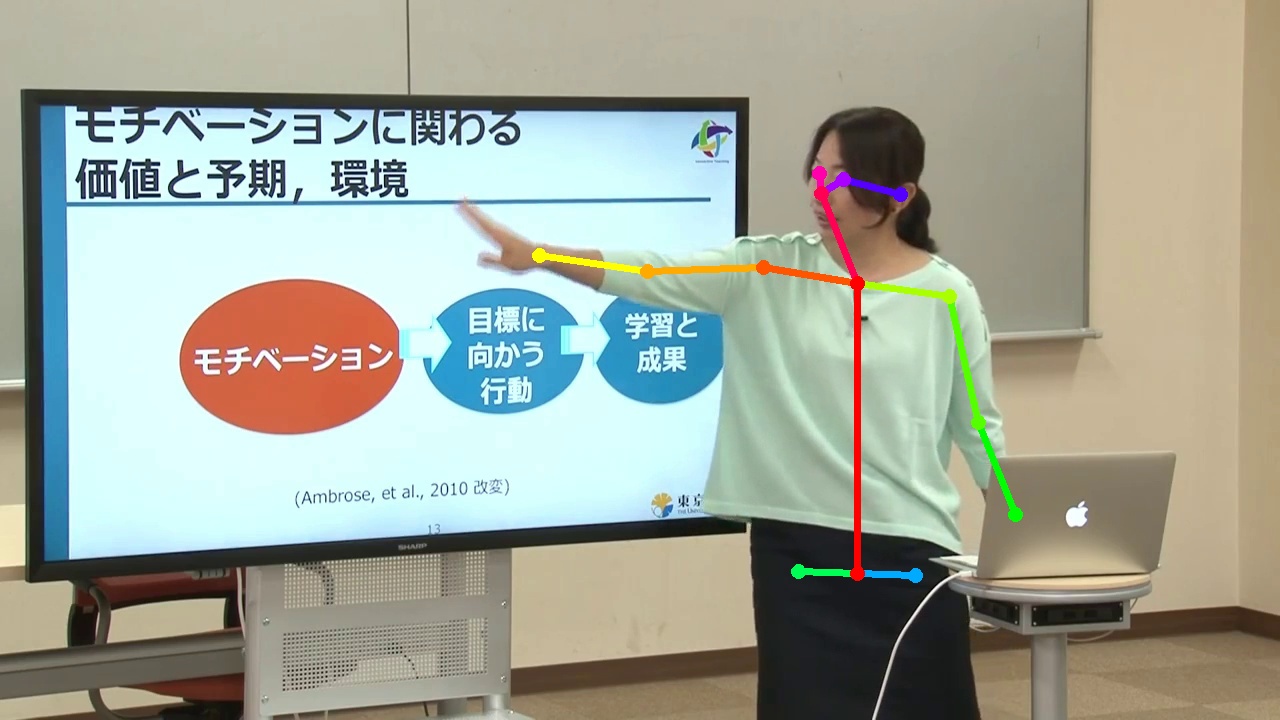 モチベーションに関わる
価値と予期，環境
モチベーション
目標に
向かう
行動
学習と
成果
(Ambrose, et al., 2010 改変)
東京
13
SHARP